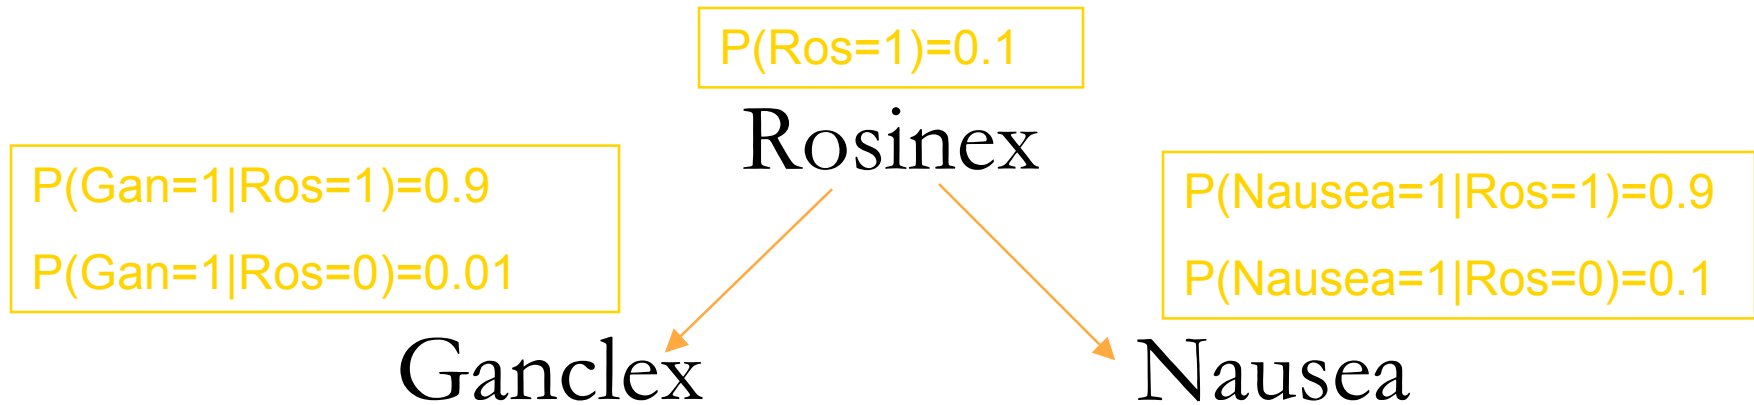 P(Ros=1)=0.1
Rosinex
P(Gan=1|Ros=1)=0.9
P(Gan=1|Ros=0)=0.01
P(Nausea=1|Ros=1)=0.9
P(Nausea=1|Ros=0)=0.1
Ganclex
Nausea